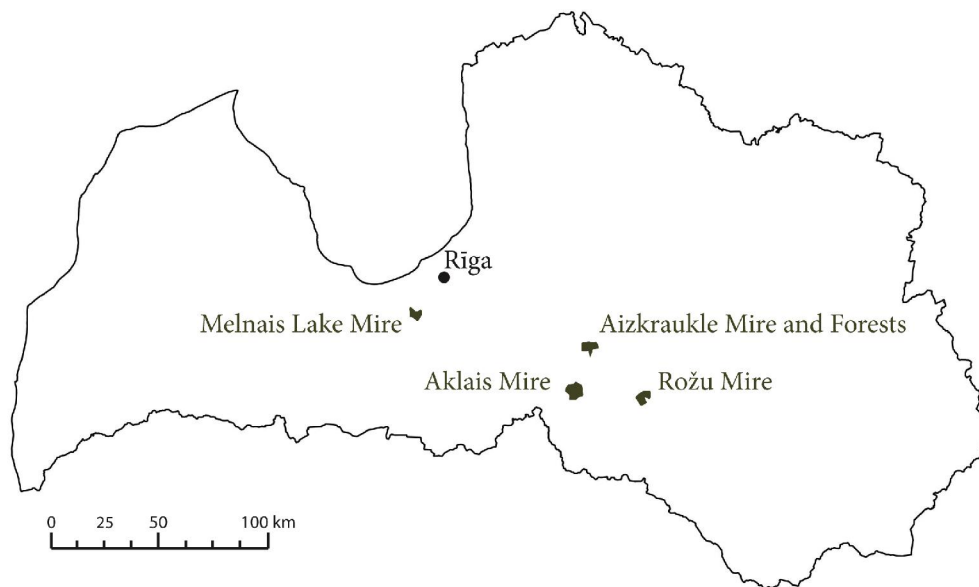 Rīga
Melnais Lake Mire
Aizkraukle Mire and Forests
Aklais Mire
Rožu Mire
0 25 50 100 km